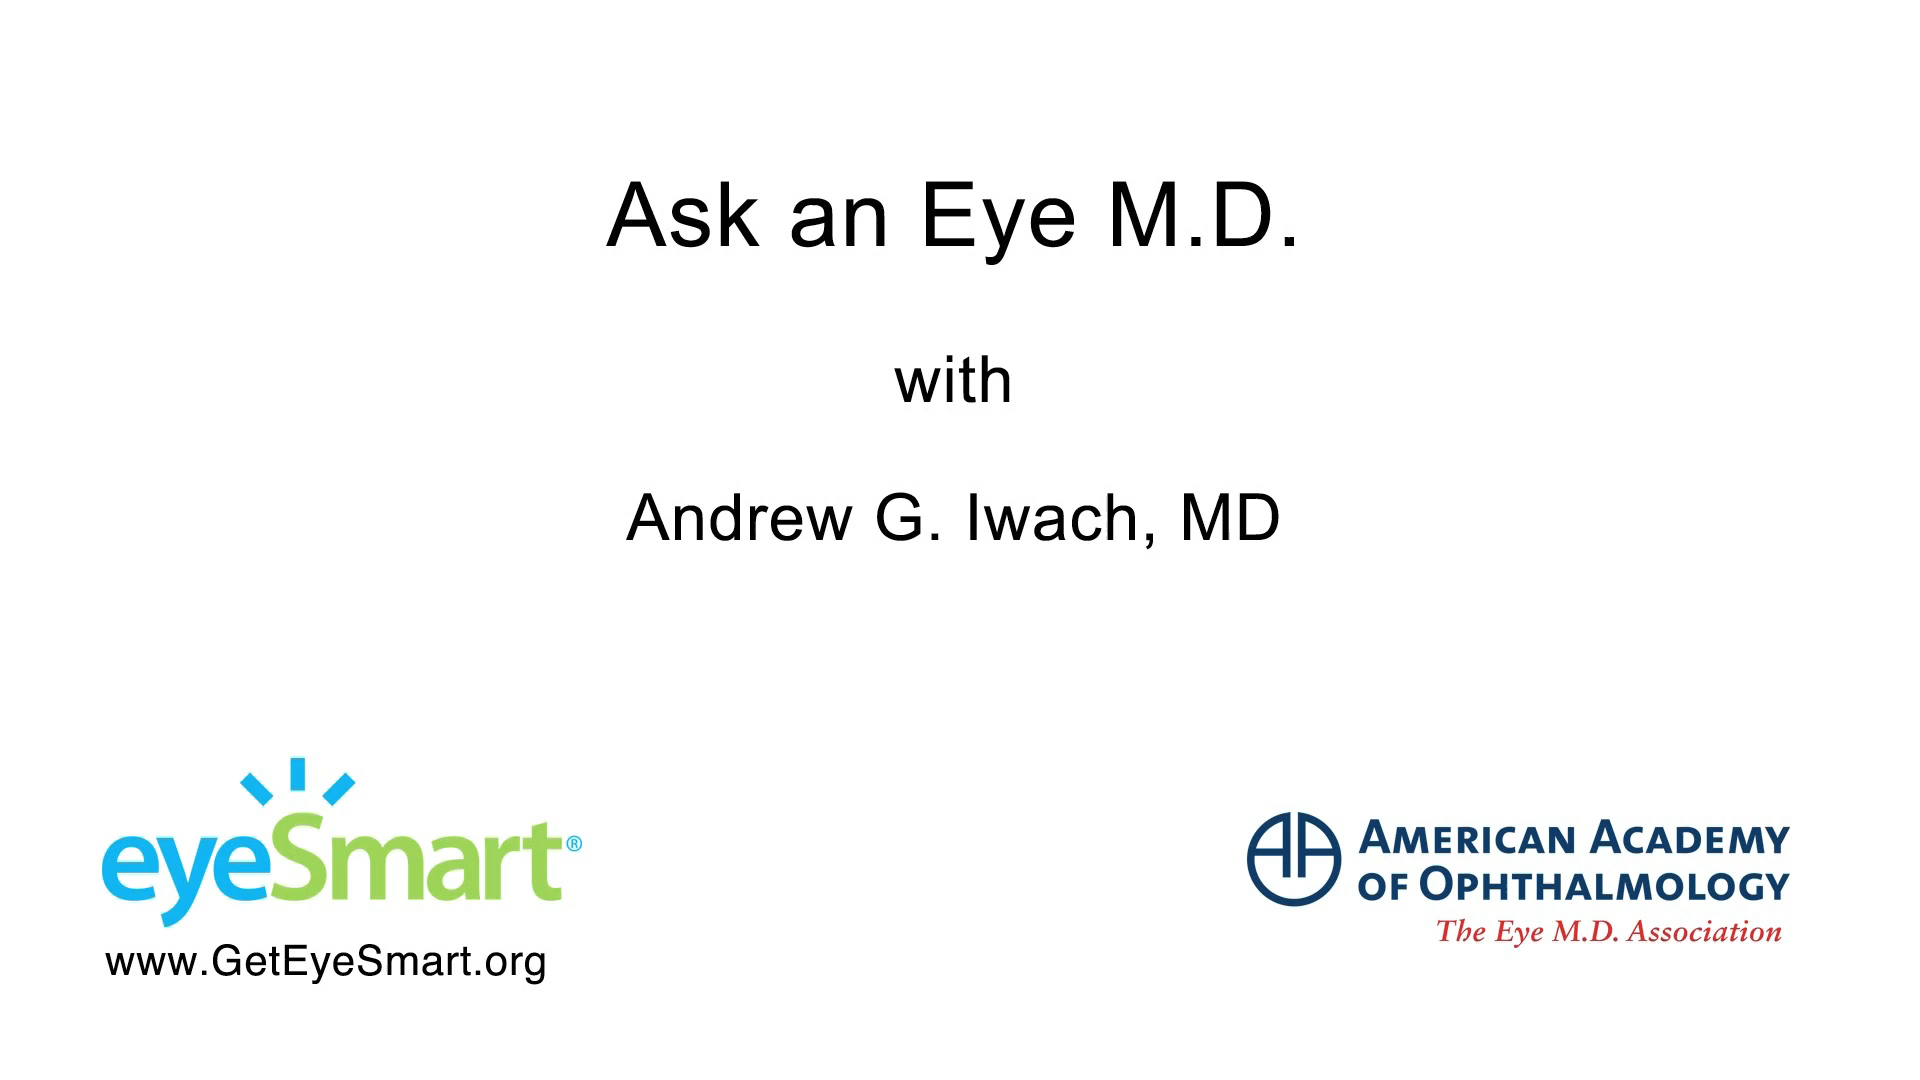 Ask an Eye M.D.
with
Andrew G. Iwach, MD
eyeSmart®
www.GetEyeSmart.org
AMERICAN ACADEMY
OF OPHTHALMOLOGY
The Eye M.D. Association